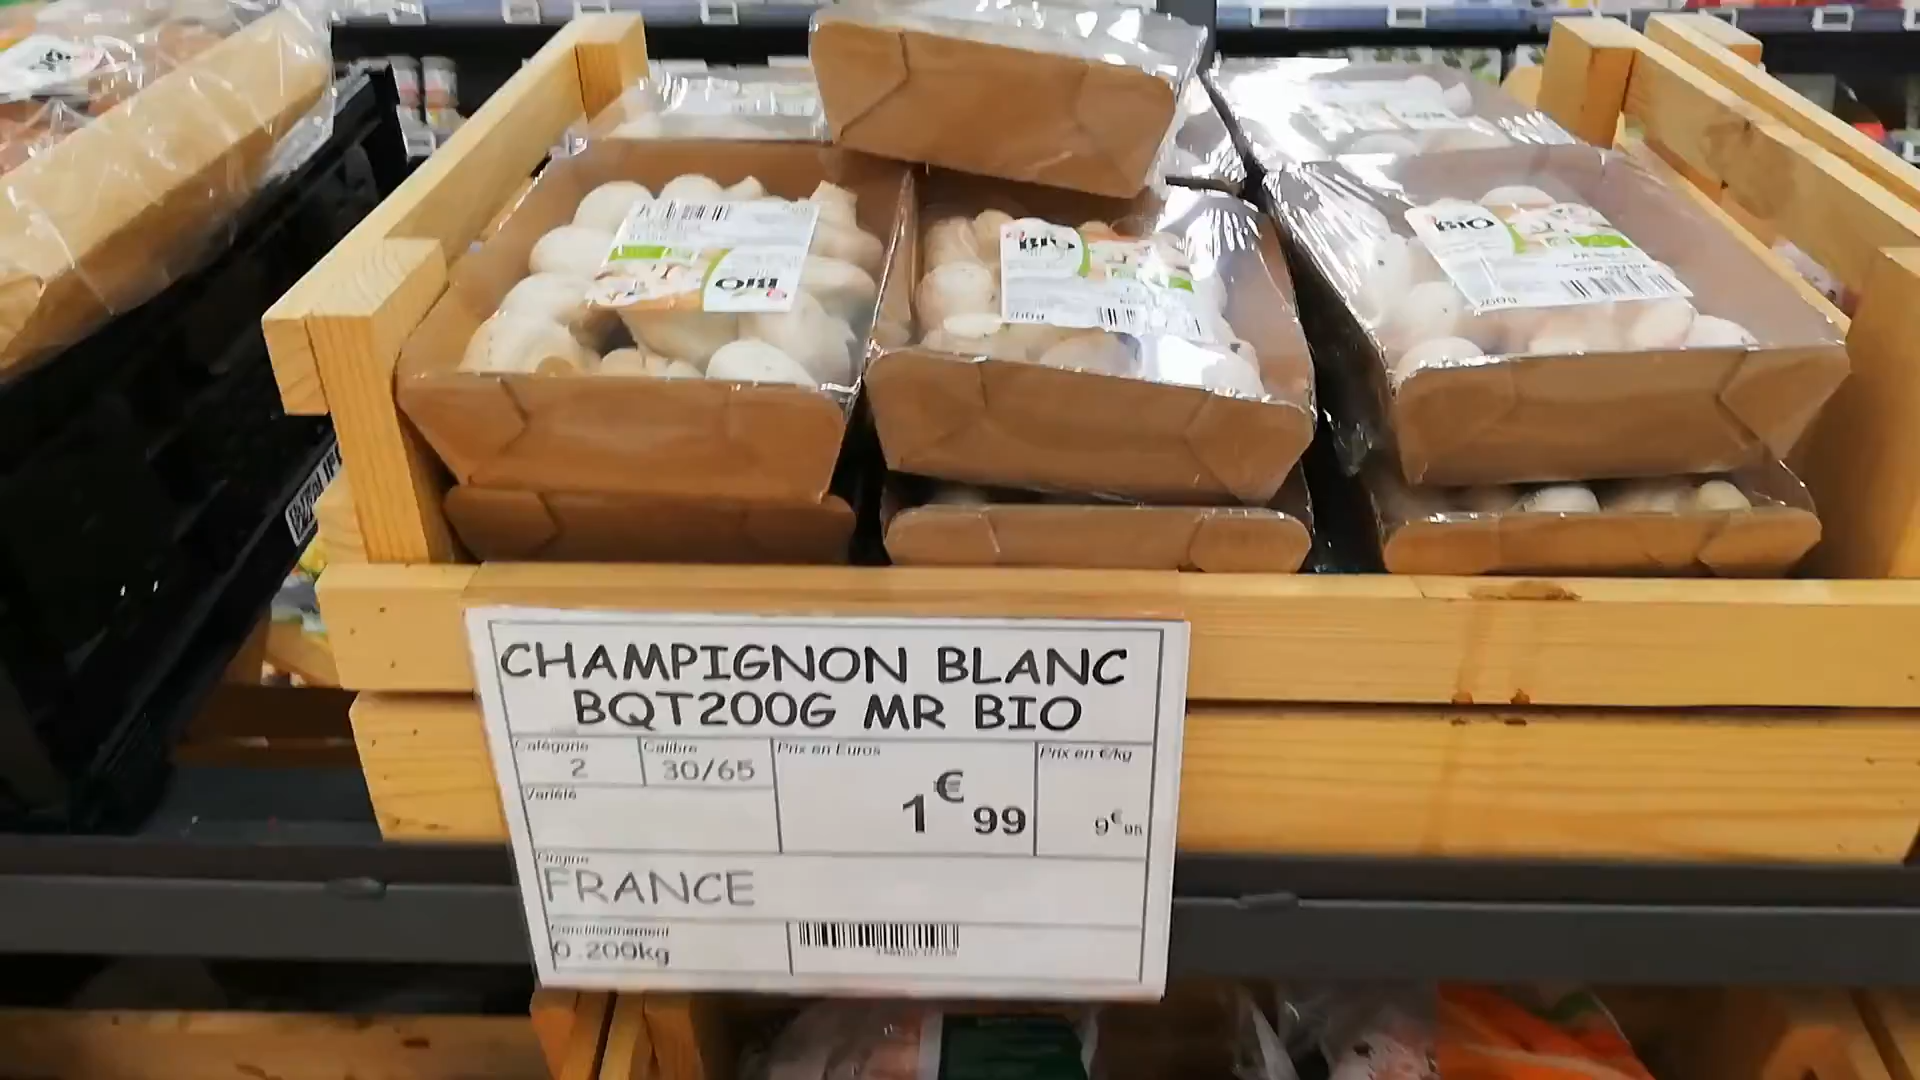 BIO
BIO
200g
BIO
200g
CHAMPIGNON BLANC
BQT200G MR BIO
Catégorie
2
Calibre
30/65
Prix en Euros
1€99
Prix en €/kg
9€95
Variété
Origine
FRANCE
Conditionnement
0.200kg